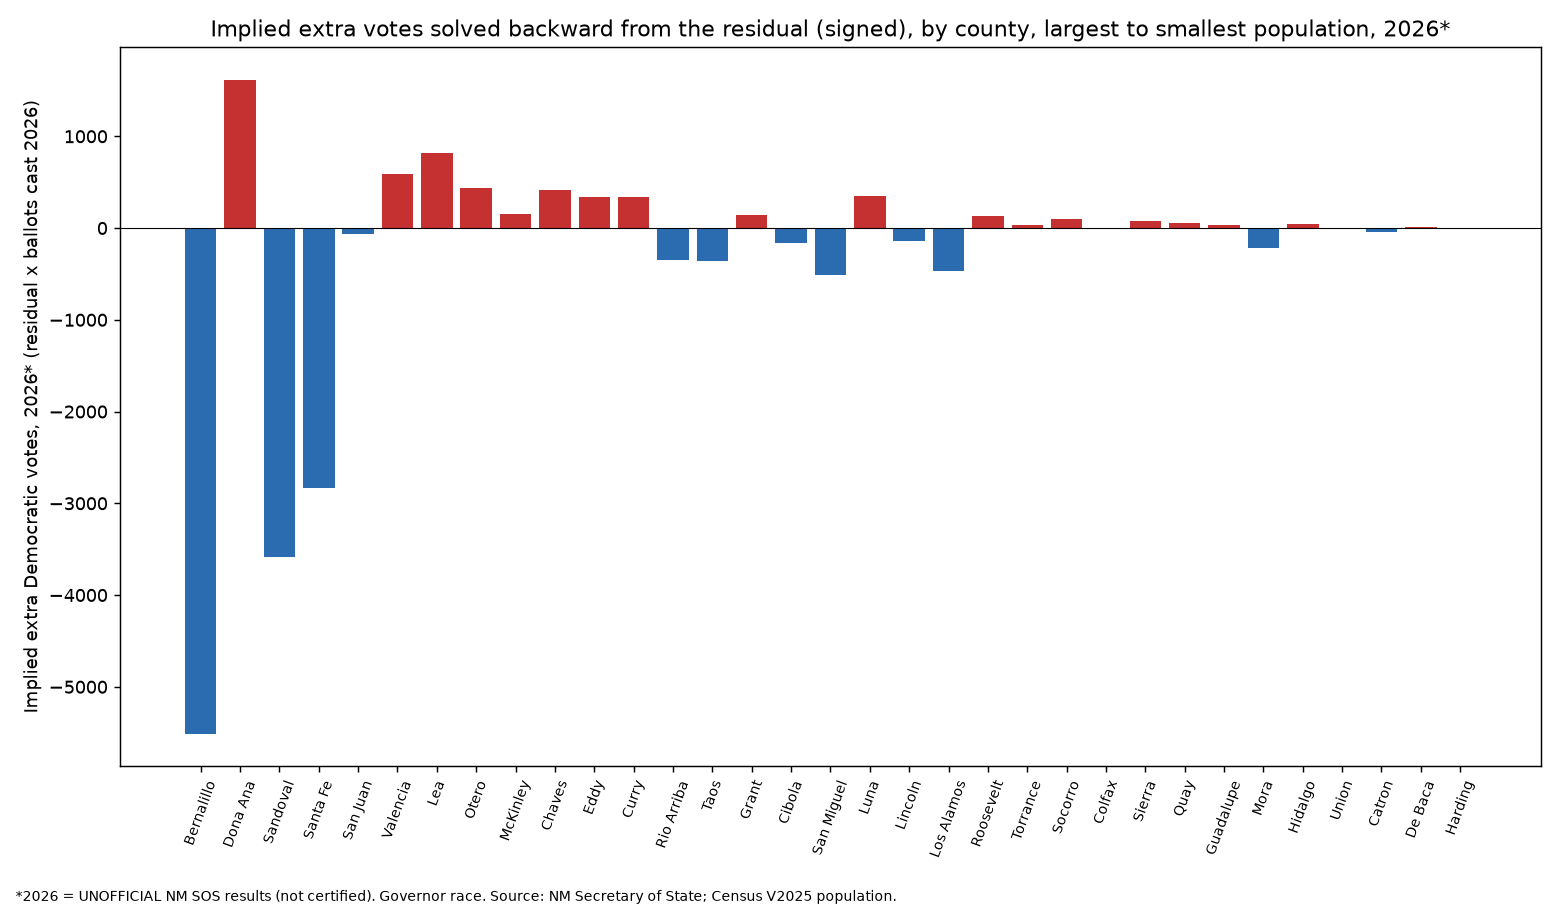 Implied extra votes solved backward from the residual (signed), by county, largest to smallest population, 2026*
Implied extra Democratic votes, 2026* (residual x ballots cast 2026)
1000
0
−1000
−2000
−3000
−4000
−5000
Bernalillo
Dona Ana
Sandoval
Santa Fe
San Juan
Valencia
Lea
Otero
McKinley
Chaves
Eddy
Curry
Rio Arriba
Taos
Grant
Cibola
San Miguel
Luna
Lincoln
Los Alamos
Roosevelt
Torrance
Socorro
Colfax
Sierra
Quay
Guadalupe
Mora
Hidalgo
Union
Catron
De Baca
Harding
*2026 = UNOFFICIAL NM SOS results (not certified). Governor race. Source: NM Secretary of State; Census V2025 population.